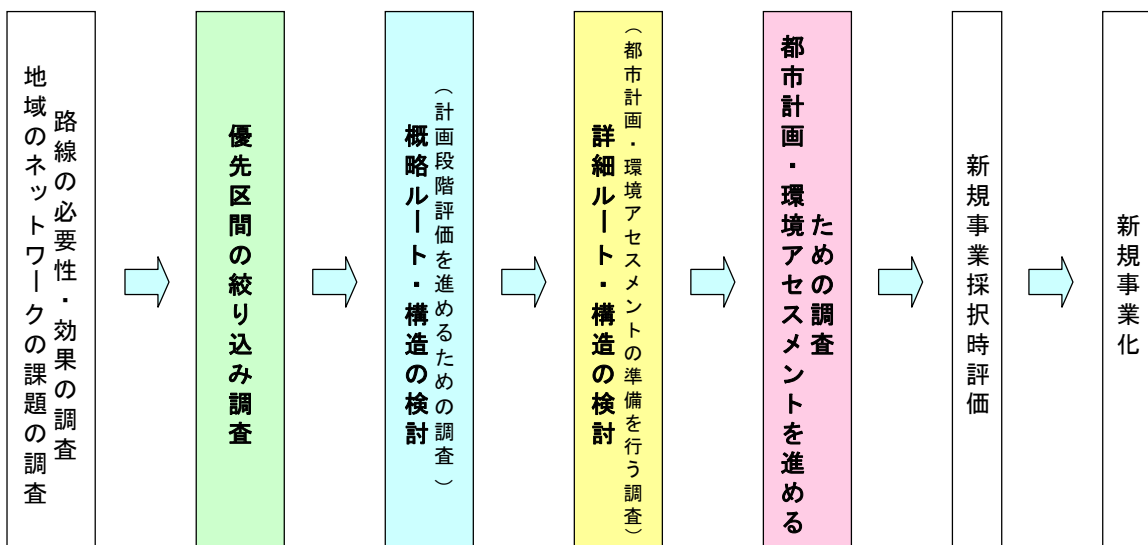 地域のネットワークの課題の調査
路線の必要性・効果の調査
優先区間の絞り込み調査
概略ルート・構造の検討
（計画段階評価を進めるための調査）
詳細ルート・構造の検討
（都市計画・環境アセスメントの準備を行う調査）
都市計画・環境アセスメントを進める
ための調査
新規事業採択時評価
新規事業化